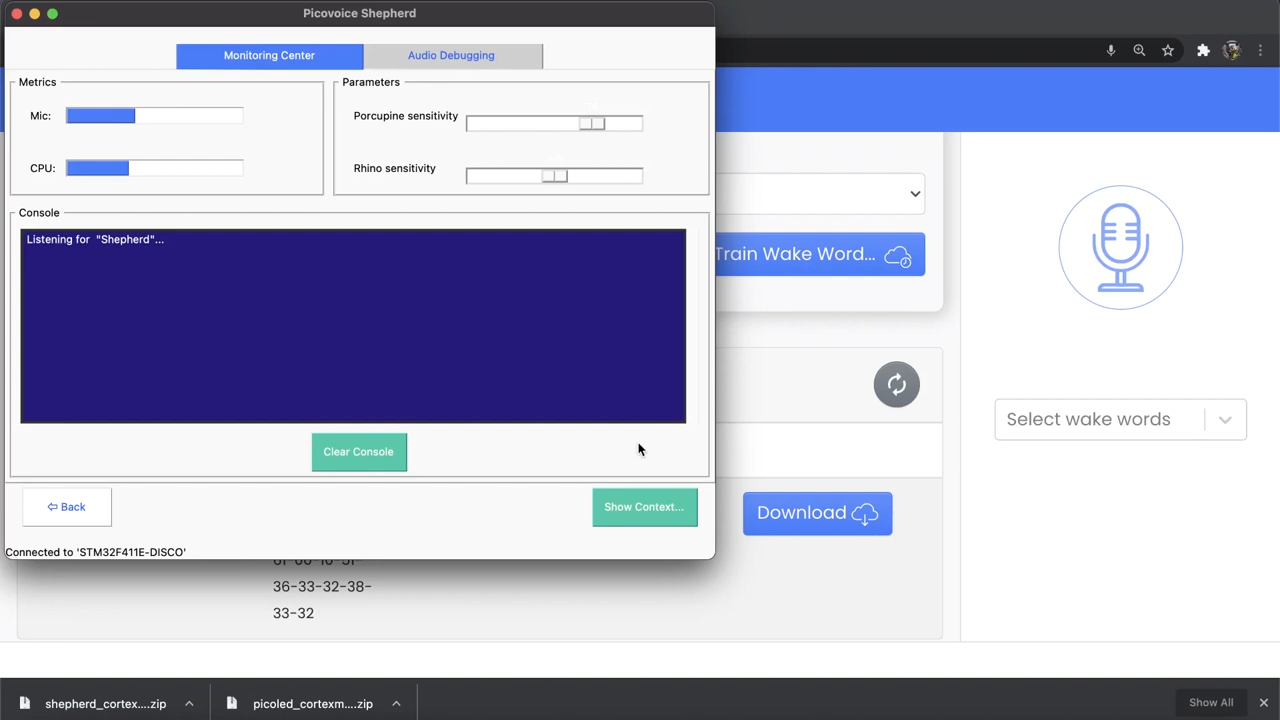 Picovoice Shepherd
Monitoring Center
Audio Debugging
Metrics
Parameters
Mic:
Porcupine sensitivity
CPU:
Rhino sensitivity
Console
Listening for "Shepherd"...
Clear Console
⇦ Back
Show Context...
Connected to 'STM32F411E-DISCO'
Train Wake Word...
Select wake words
Download
36-33-32-38-
33-32
shepherd_cortex....zip
picoled_cortexm....zip
Show All